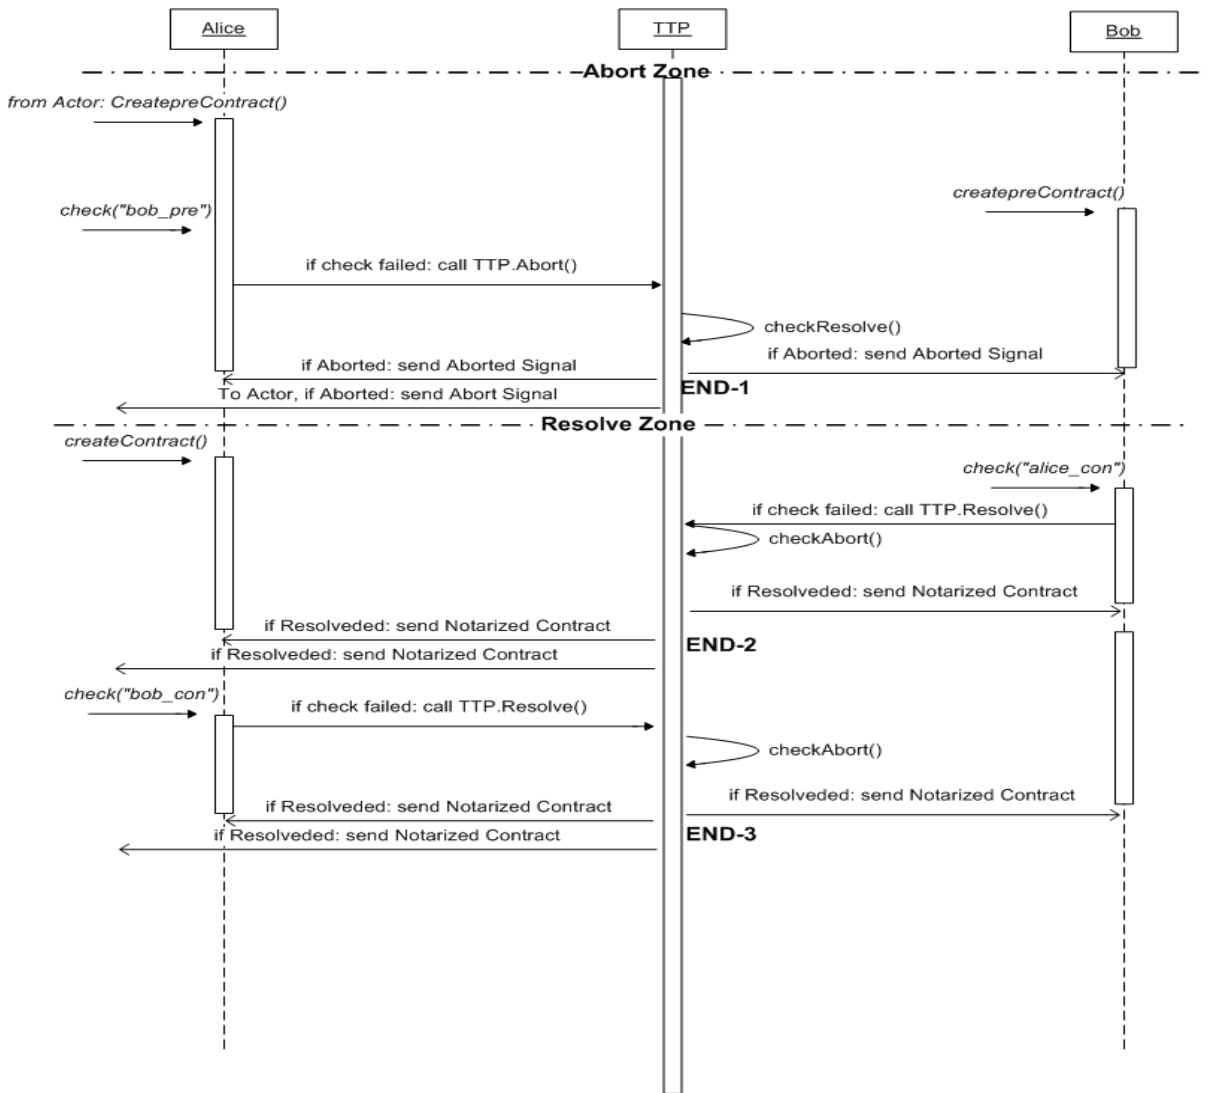 Alice
TTP
Bob
Abort Zone
from Actor: CreatepreContract()
createpreContract()
check("bob_pre")
if check failed: call TTP.Abort()
checkResolve()
if Aborted: send Aborted Signal
if Aborted: send Aborted Signal
END-1
To Actor, if Aborted: send Abort Signal
Resolve Zone
createContract()
check("alice_con")
if check failed: call TTP.Resolve()
checkAbort()
if Resolveded: send Notarized Contract
if Resolveded: send Notarized Contract
END-2
if Resolveded: send Notarized Contract
check("bob_con")
if check failed: call TTP.Resolve()
checkAbort()
if Resolveded: send Notarized Contract
if Resolveded: send Notarized Contract
END-3
if Resolveded: send Notarized Contract